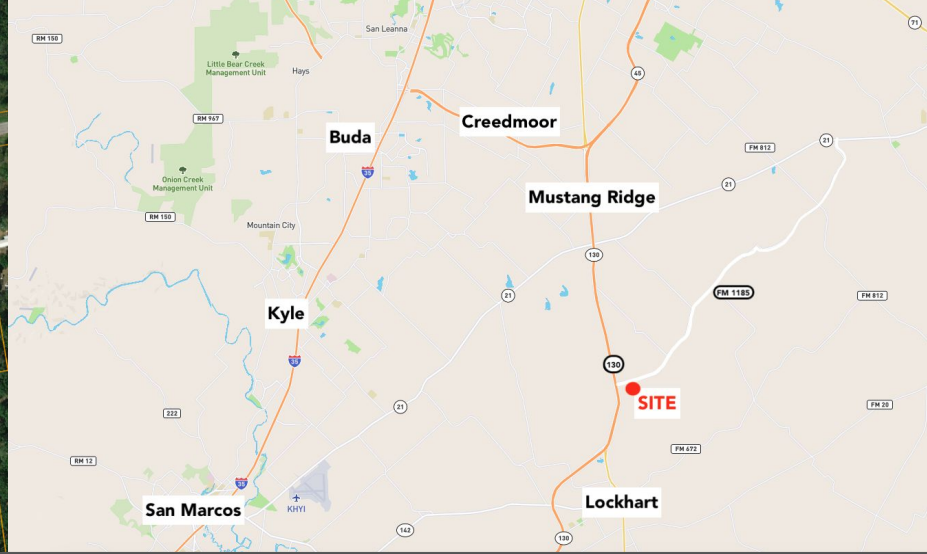 San Leanna
71
RM 150
Little Bear Creek
Management Unit
Hays
45
RM 967
Creedmoor
Buda
21
FM 812
35
Onion Creek
Management Unit
21
Mustang Ridge
RM 150
Mountain City
130
FM 1185
21
FM 812
Kyle
35
130
SITE
21
FM 20
222
FM 672
RM 12
35
KHYI
San Marcos
Lockhart
142
130